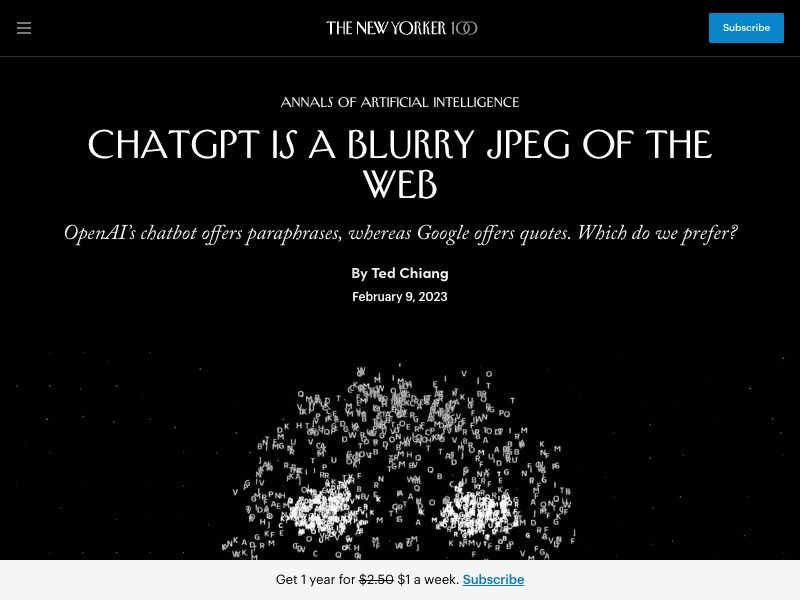 THE NEW YORKER 100
Subscribe
ANNALS OF ARTIFICIAL INTELLIGENCE
CHATGPT IS A BLURRY JPEG OF THE
WEB
OpenAI's chatbot offers paraphrases, whereas Google offers quotes. Which do we prefer?
By Ted Chiang
February 9, 2023
Get 1 year for $2.50 $1 a week. Subscribe